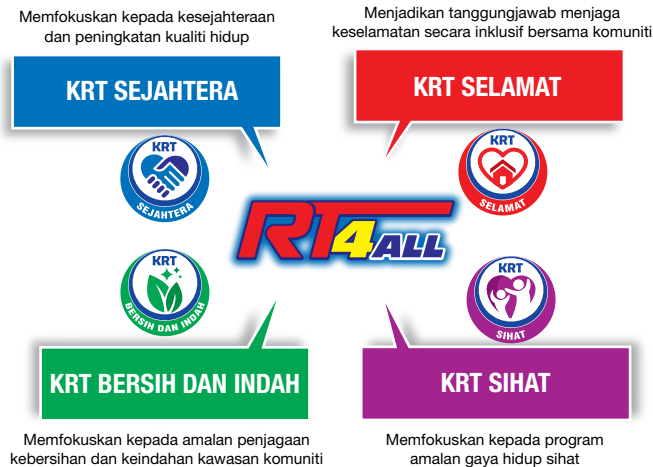 Memfokuskan kepada kesejahteraan
dan peningkatan kualiti hidup
KRT SEJAHTERA
KRT
SEJAHTERA
Menjadikan tanggungjawab menjaga
keselamatan secara inklusif bersama komuniti
KRT SELAMAT
KRT
SELAMAT
RT4ALL
KRT
BERSIH DAN INDAH
KRT BERSIH DAN INDAH
Memfokuskan kepada amalan penjagaan
kebersihan dan keindahan kawasan komuniti
KRT
SIHAT
KRT SIHAT
Memfokuskan kepada program
amalan gaya hidup sihat